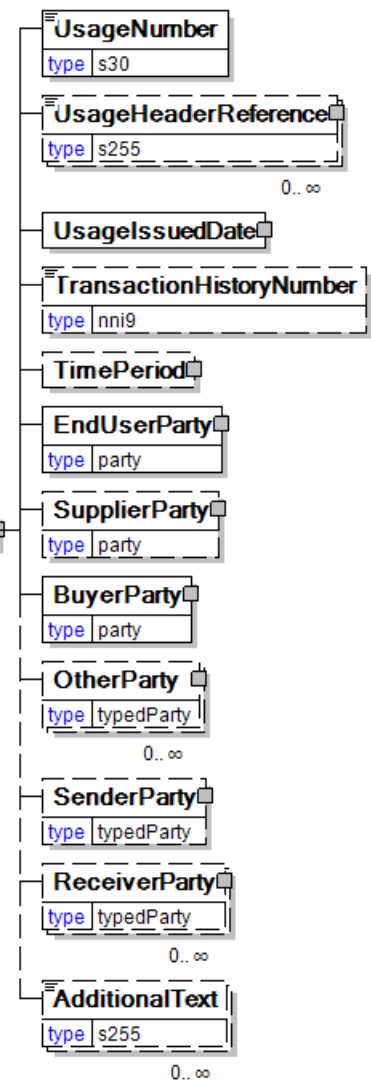 UsageNumber
type s30
UsageHeaderReference
type s255
0.. ∞
UsageIssuedDate
TransactionHistoryNumber
type nni9
TimePeriod
EndUserParty
type party
SupplierParty
type party
BuyerParty
type party
OtherParty
type typedParty
0.. ∞
SenderParty
type typedParty
ReceiverParty
type typedParty
0.. ∞
AdditionalText
type s255
0.. ∞